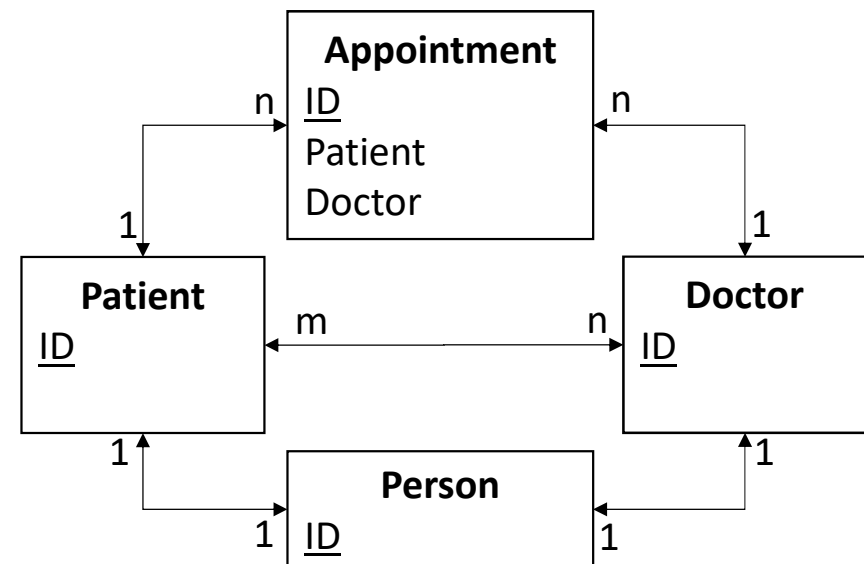 Appointment
n
ID
n
Patient
Doctor
1
1
Patient
Doctor
m
n
ID
ID
1
1
Person
1
ID
1